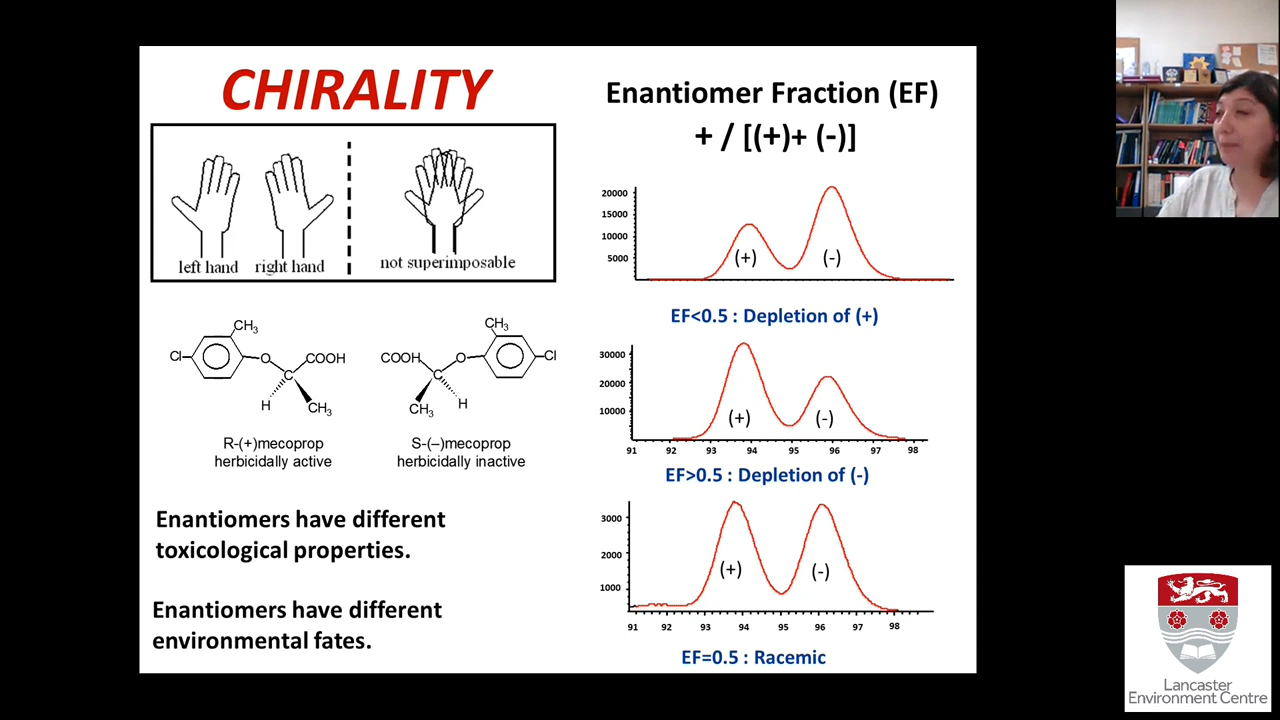 CHIRALITY
left hand
right hand
not superimposable
CH3
Cl
O
COOH
C
H
CH3
R-(+)mecoprop
herbicidally active
CH3
COOH
O
Cl
C
CH3
H
S-(–)mecoprop
herbicidally inactive
Enantiomers have different
toxicological properties.
Enantiomers have different
environmental fates.
Enantiomer Fraction (EF)
+ / [(+)+ (-)]
20000
15000
10000
5000
(+)
(-)
EF<0.5 : Depletion of (+)
30000
20000
10000
(+)
(-)
91 92 93 94 95 96 97 98
EF>0.5 : Depletion of (-)
3000
2000
1000
(+)
(-)
91 92 93 94 95 96 97 98
EF=0.5 : Racemic
Lancaster
Environment Centre